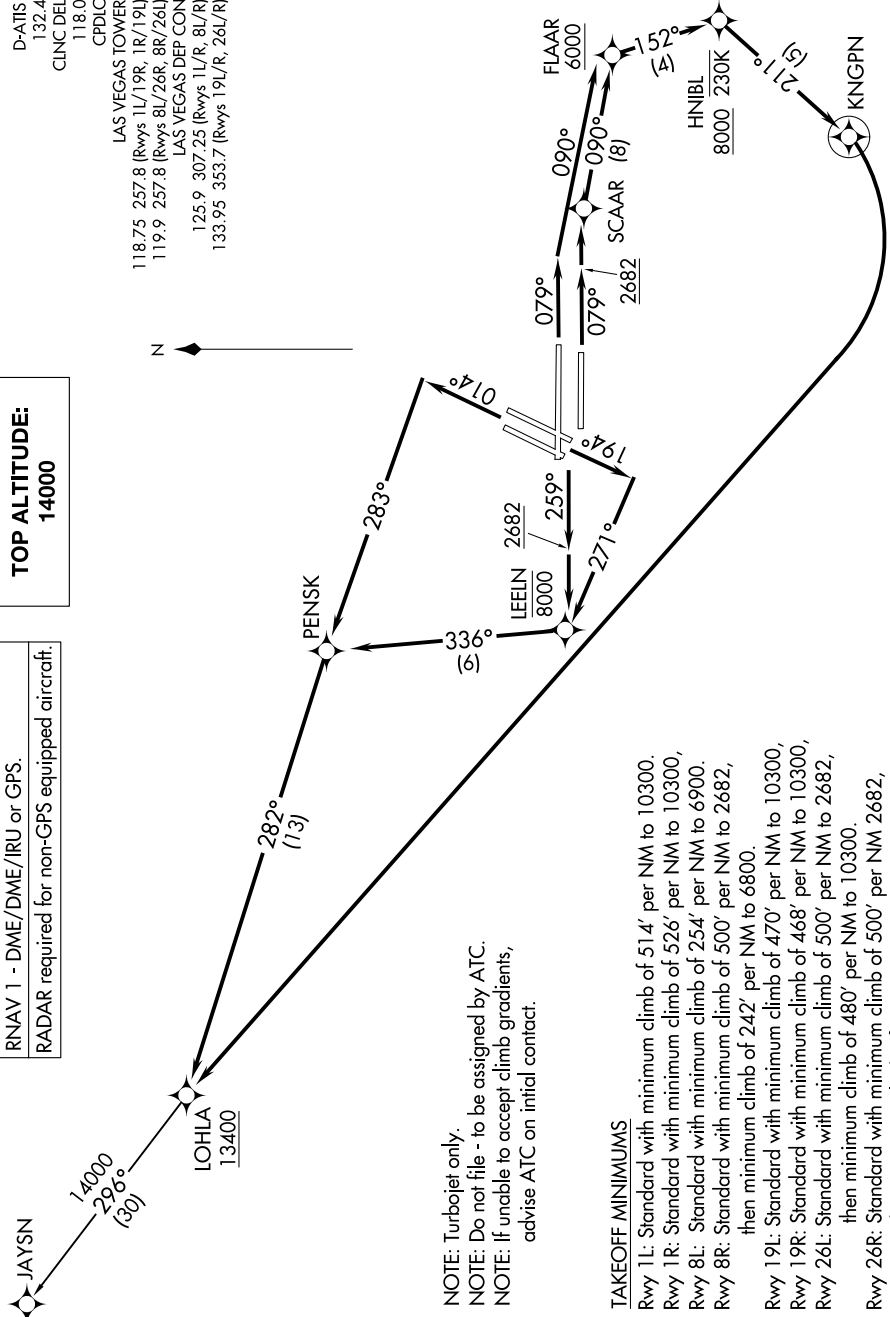 RNAV 1 - DME/DME/IRU or GPS.
RADAR required for non-GPS equipped aircraft.
TOP ALTITUDE:
14000
D-ATIS
132.4
CLNC DEL
118.0
CPDLC
LAS VEGAS TOWER
118.75 257.8 (Rwys 1L/19R, 1R/19L)
119.9 257.8 (Rwys 8L/26R, 8R/26L)
LAS VEGAS DEP CON
125.9 307.25 (Rwys 1L/R, 8L/R)
133.95 353.7 (Rwys 19L/R, 26L/R)
N
JAYSN
14000
296°
(30)
LOHLA
13400
282°
(13)
PENSK
283°
014°
336°
(6)
LEELN
8000
2682
259°
271°
194°
079°
079°
2682
SCAAR
090°
090°
(8)
FLAAR
6000
152°
(4)
HNIBL
8000 230K
211°
(5)
KNGPN
NOTE: Turbojet only.
NOTE: Do not file - to be assigned by ATC.
NOTE: If unable to accept climb gradients,
advise ATC on intial contact.
TAKEOFF MINIMUMS
Rwy 1L: Standard with minimum climb of 514' per NM to 10300.
Rwy 1R: Standard with minimum climb of 526' per NM to 10300,
Rwy 8L: Standard with minimum climb of 254' per NM to 6900.
Rwy 8R: Standard with minimum climb of 500' per NM to 2682,
then minimum climb of 242' per NM to 6800.
Rwy 19L: Standard with minimum climb of 470' per NM to 10300,
Rwy 19R: Standard with minimum climb of 468' per NM to 10300,
Rwy 26L: Standard with minimum climb of 500' per NM to 2682,
then minimum climb of 480' per NM to 10300.
Rwy 26R: Standard with minimum climb of 500' per NM 2682,